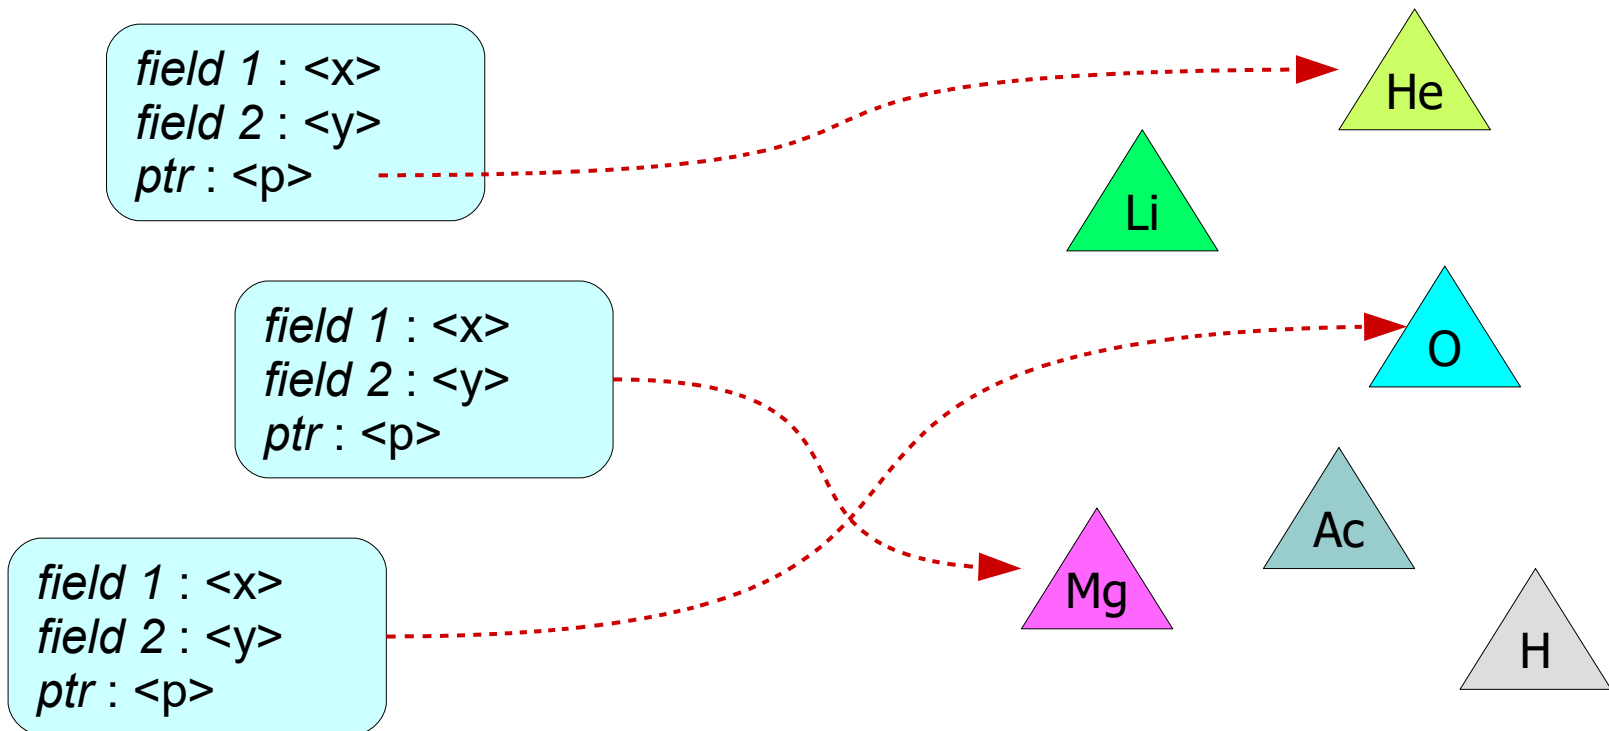 field 1 : <x>
field 2 : <y>
ptr : <p>
He
Li
field 1 : <x>
field 2 : <y>
ptr : <p>
O
Ac
Mg
field 1 : <x>
field 2 : <y>
ptr : <p>
H